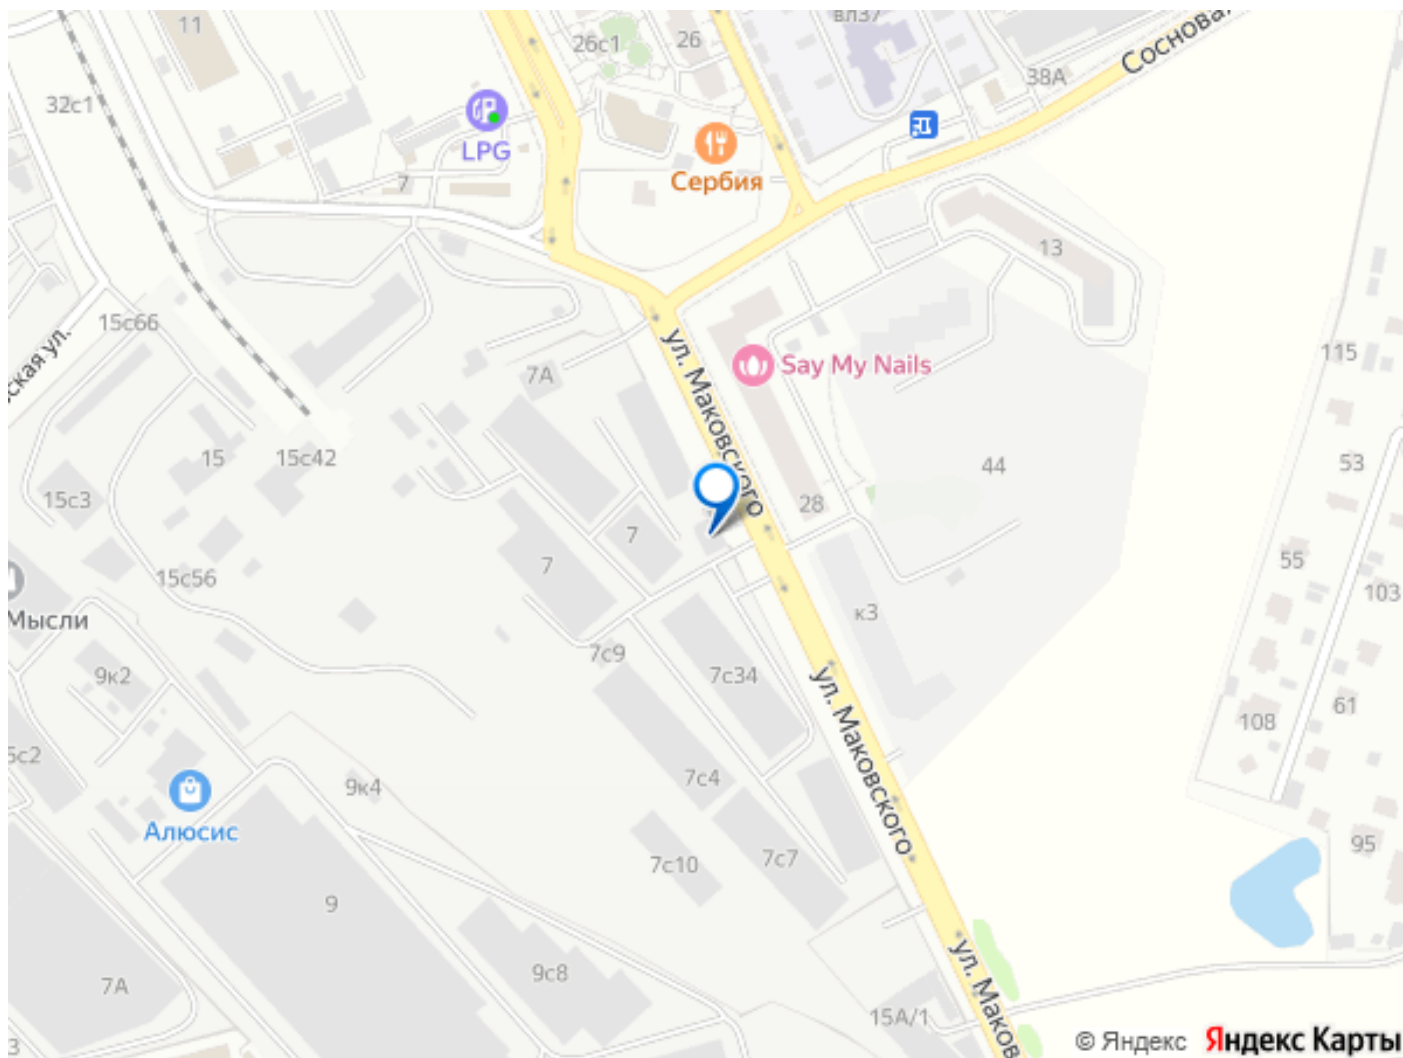 вл37
11
26с1
26
Соснова
38А
32с1
LPG
Сербия
7
13
15с66
ская ул.
ул. Маковского
115
Say My Nails
7А
15
15с42
44
53
15с3
28
7
7
55
15с56
103
Мысли
к3
7с9
9к2
7с34
ул. Маковского
61
108
5с2
7с4
9к4
Алюсис
95
7с10
7с7
9
9с8
ул. Маков
7А
15А/1
3
© Яндекс Яндекс Карты